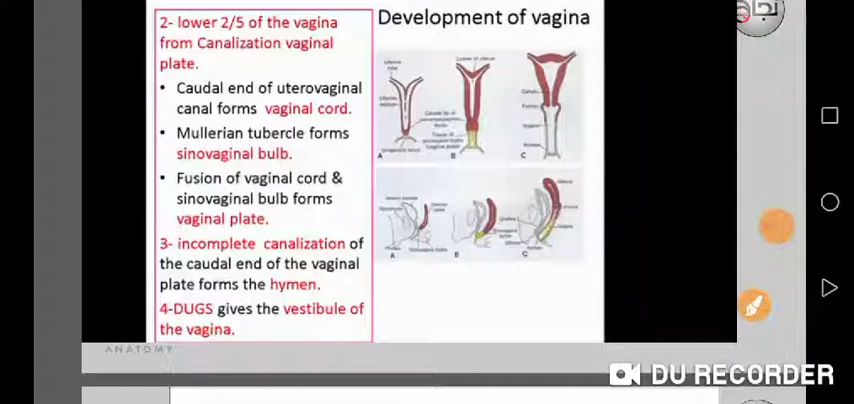 Development of vagina
2- lower 2/5 of the vagina
from Canalization vaginal
plate.
• Caudal end of uterovaginal
canal forms vaginal cord.
• Mullerian tubercle forms
sinovaginal bulb.
• Fusion of vaginal cord &
sinovaginal bulb forms
vaginal plate.
3- incomplete canalization of
the caudal end of the vaginal
plate forms the hymen.
4-DUGS gives the vestibule of
the vagina.
A
B
C
A
B
C
ANATOMY
DU RECORDER